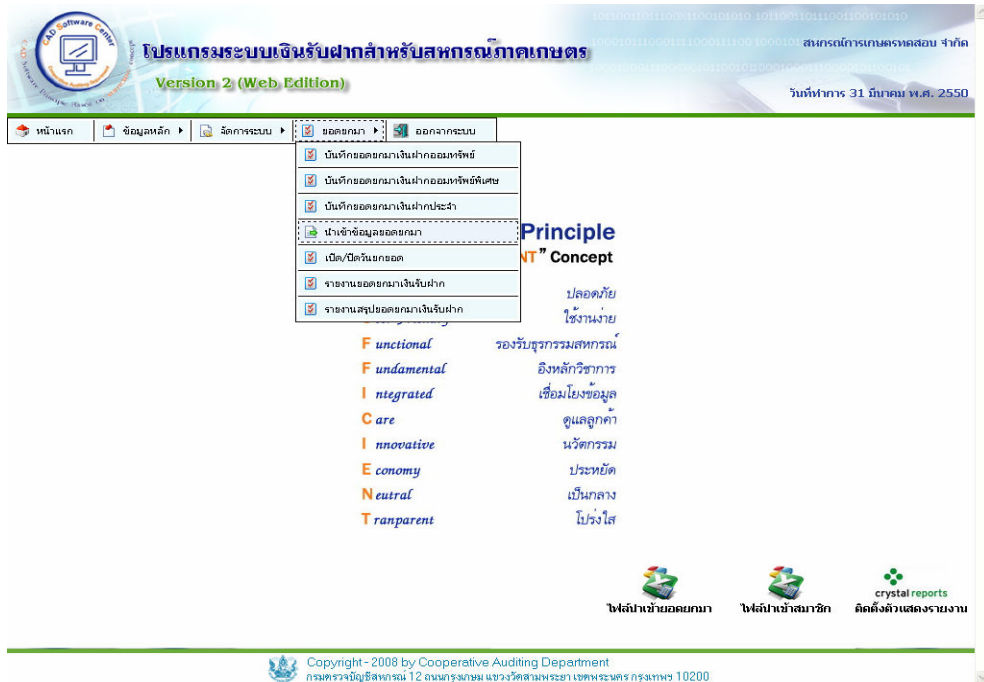 CAD Software Center
โปรแกรมระบบเงินรับฝากสำหรับสหกรณ์ภาคเกษตร
Version 2 (Web Edition)
สหกรณ์การเกษตรทดสอบ จำกัด
วันที่ทำการ 31 มีนาคม พ.ศ. 2550
หน้าแรก
ข้อมูลหลัก
จัดการระบบ
ยอดยกมา
ออกจากระบบ
บันทึกยอดยกมาเงินฝากออมทรัพย์
บันทึกยอดยกมาเงินฝากออมทรัพย์พิเศษ
บันทึกยอดยกมาเงินฝากประจำ
นำเข้าข้อมูลยอดยกมา
เปิด/ปิดวันยกยอด
รายงานยอดยกมาเงินรับฝาก
รายงานสรุปยอดยกมาเงินรับฝาก
Principle
NT" Concept
ปลอดภัย
ใช้งานง่าย
Functional รองรับธุรกรรมสหกรณ์
Fundamental อิงหลักวิชาการ
Integrated เชื่อมโยงข้อมูล
Care ดูแลลูกค้า
Innovative นวัตกรรม
Economy ประหยัด
Neutral เป็นกลาง
Tranparent โปร่งใส
ไฟล์นำเข้ายอดยกมา
ไฟล์นำเข้าสมาชิก
crystal reports
ติดตั้งตัวแสดงรายงาน
Copyright - 2008 by Cooperative Auditing Department
กรมตรวจบัญชีสหกรณ์ 12 ถนนกรุงเกษม แขวงวัดสามพระยา เขตพระนคร กรุงเทพฯ 10200